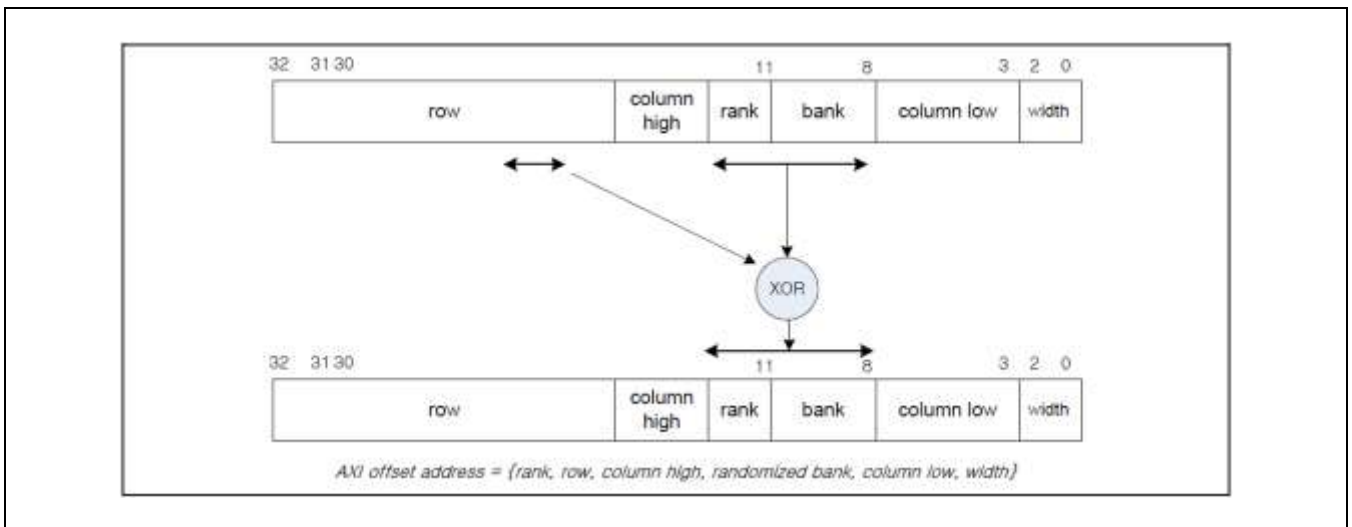 32 31 30 11 8 3 2 0
row column high rank bank column low width
XOR
32 31 30 11 8 3 2 0
row column high rank bank column low width
AXI offset address = {rank, row, column high, randomized bank, column low, width}